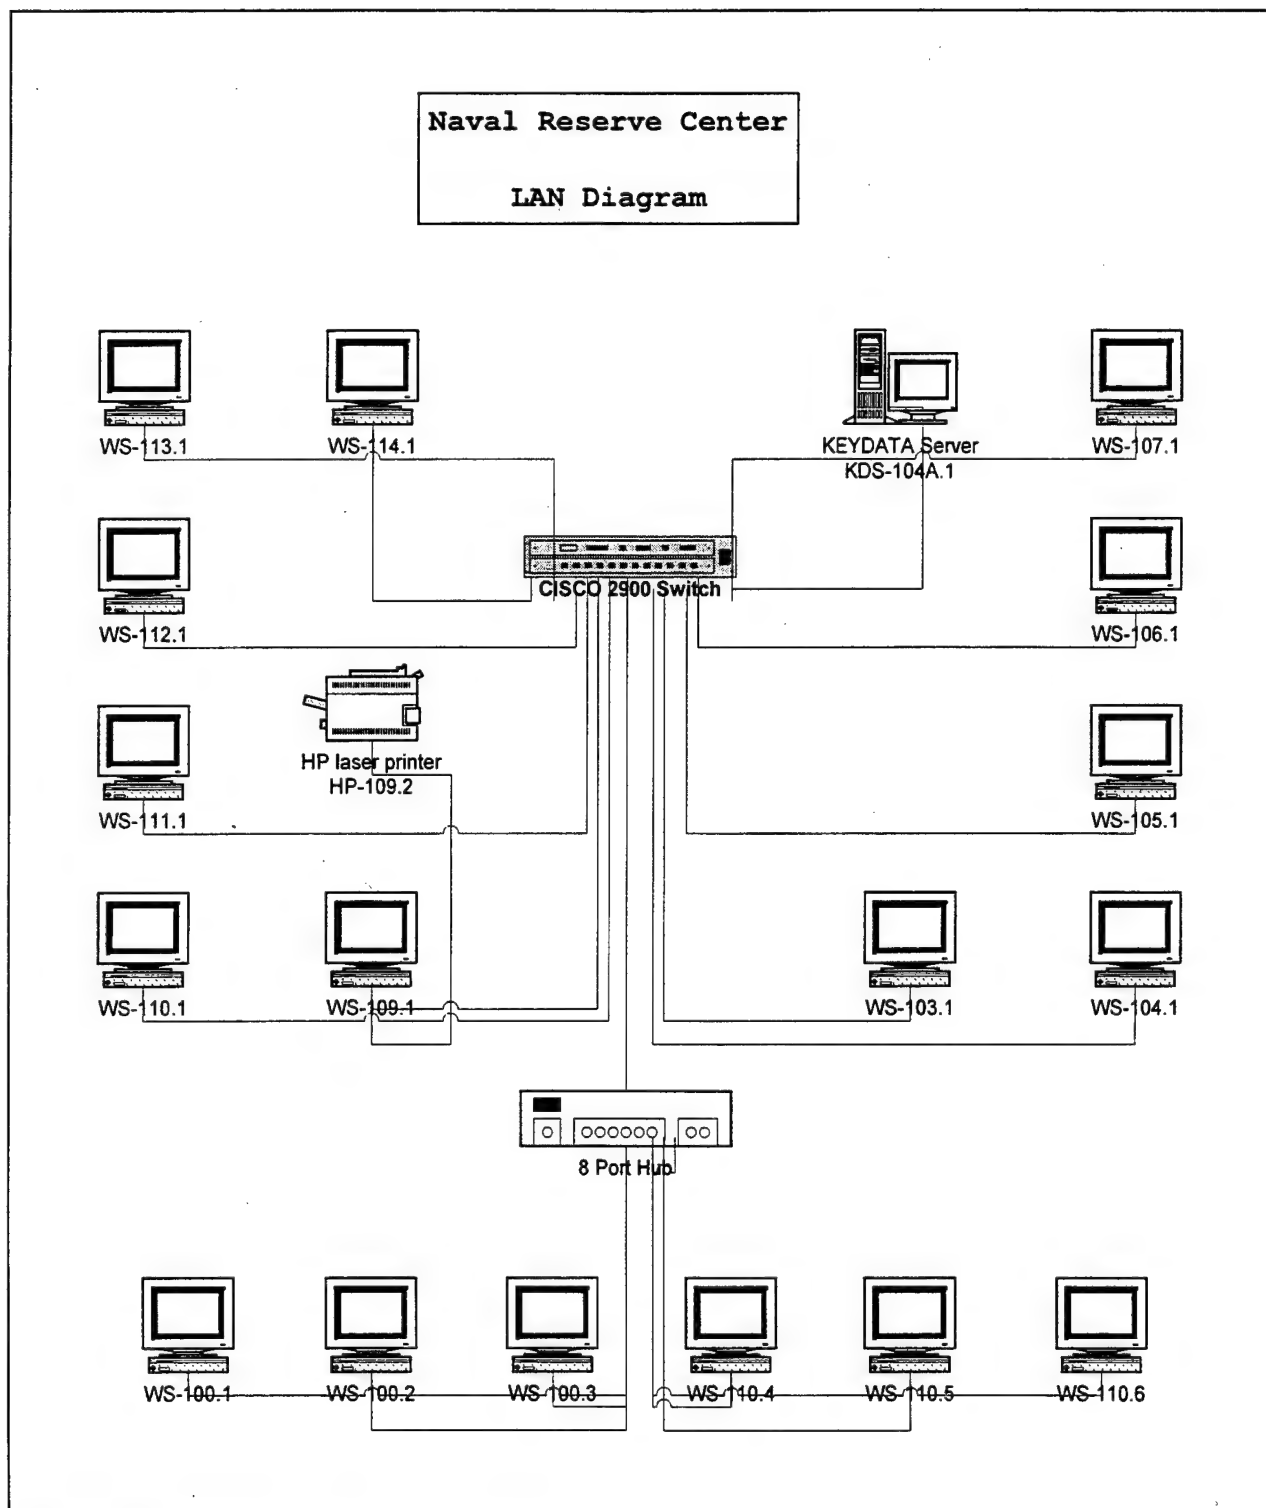 Naval Reserve Center
LAN Diagram
WS-113.1
WS-114.1
KEYDATA Server
KDS-104A.1
WS-107.1
CISCO 2900 Switch
WS-112.1
WS-106.1
HP laser printer
HP-109.2
WS-111.1
WS-105.1
WS-110.1
WS-109.1
WS-103.1
WS-104.1
8 Port Hub
WS-100.1
WS-100.2
WS-100.3
WS-110.4
WS-110.5
WS-110.6